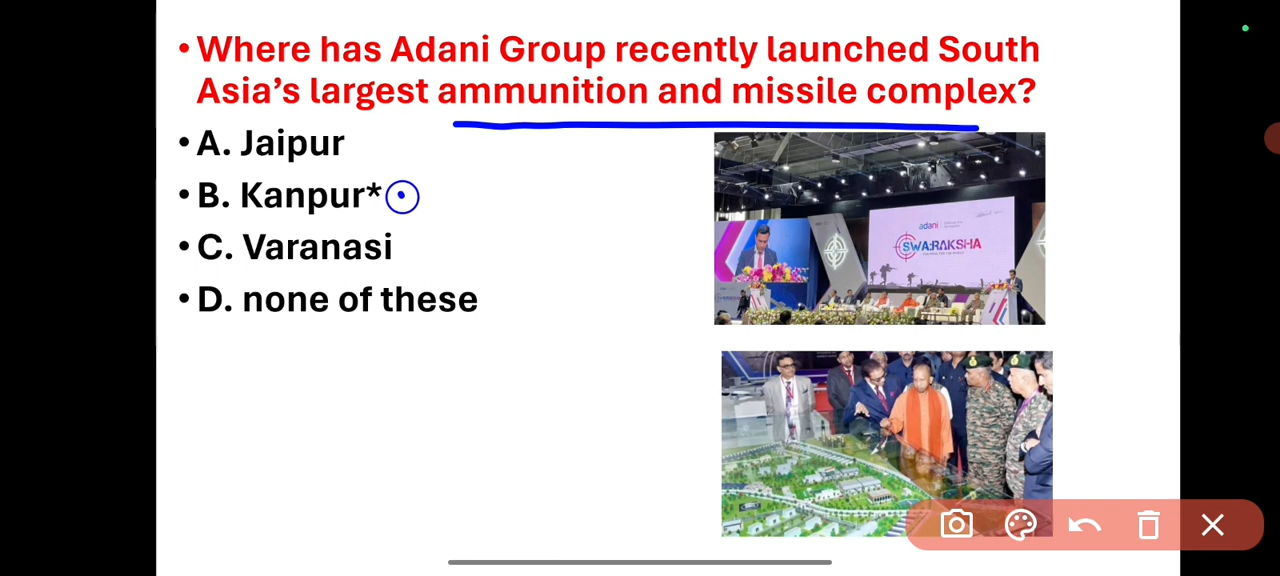 • Where has Adani Group recently launched South
Asia's largest ammunition and missile complex?
• A. Jaipur
• B. Kanpur*
• C. Varanasi
• D. none of these
adani
SWARAKSHA